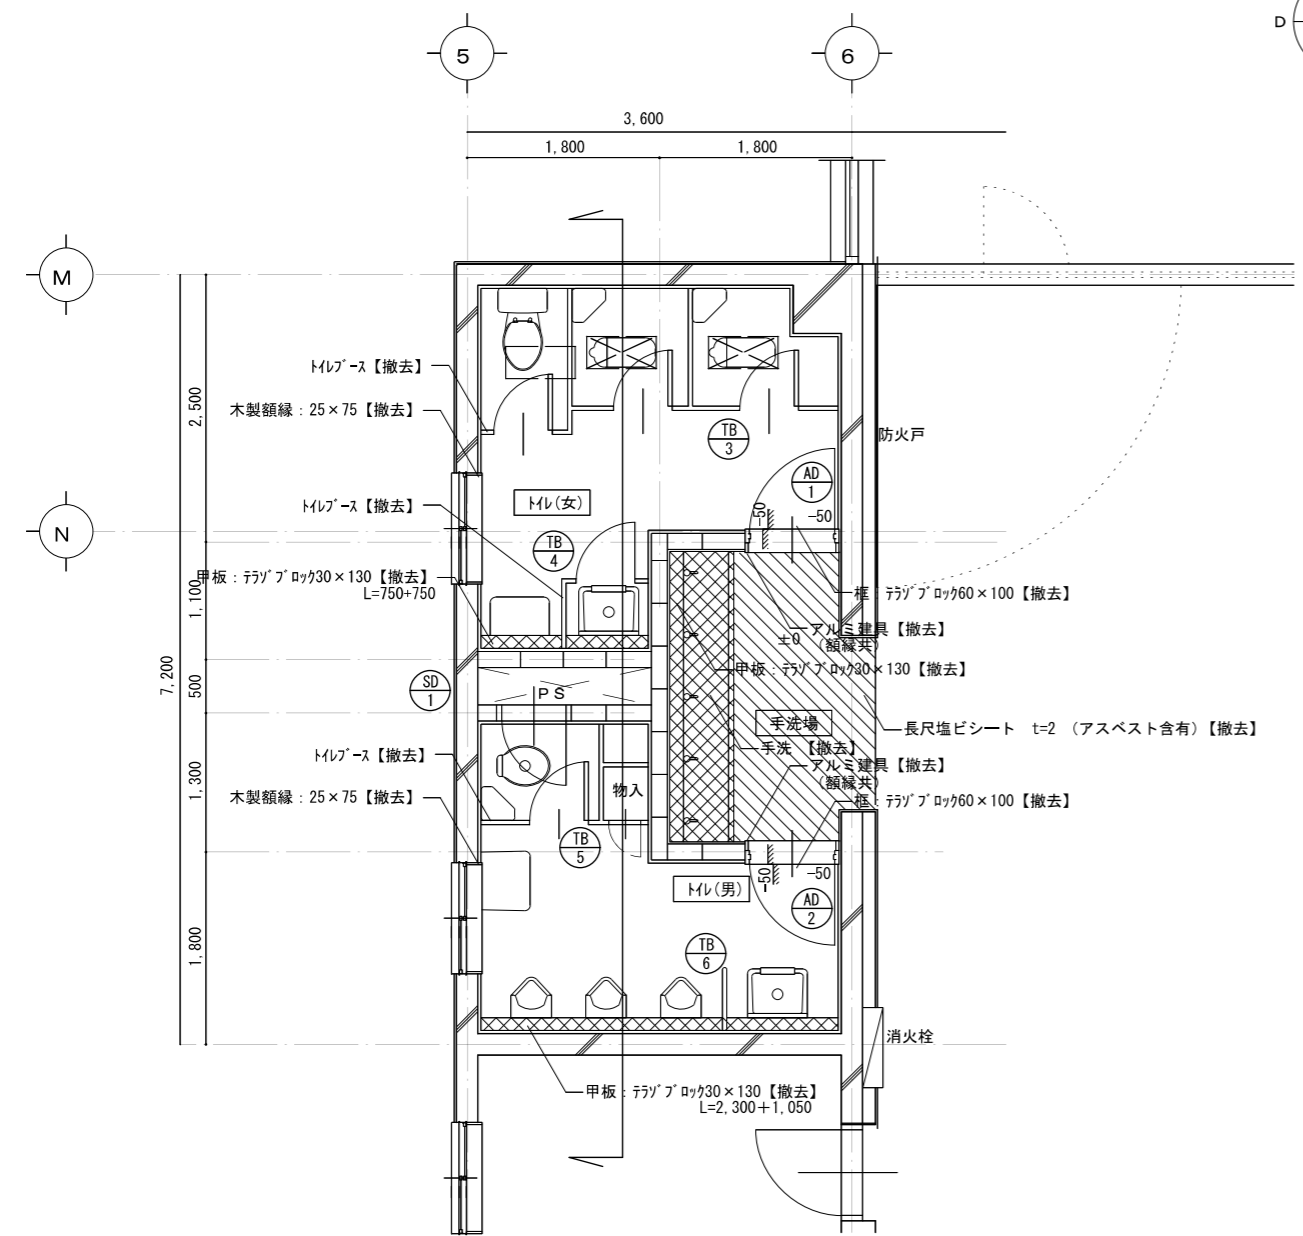 D
5
6
3,600
1,800
1,800
M
ﾄｲﾚﾌﾞｰｽ【撤去】
2,500
木製額縁：25×75【撤去】
TB
3
防火戸
AD
1
ﾄｲﾚ(女)
ﾄｲﾚﾌﾞｰｽ【撤去】
-50
-50
N
TB
4
甲板：ﾃﾗｿﾞﾌﾞﾛｯｸ30×130【撤去】
L=750+750
1,100
框：ﾃﾗｿﾞﾌﾞﾛｯｸ60×100【撤去】
アルミ建具【撤去】
±0
(額縁共)
7,200
甲板：ﾃﾗｿﾞﾌﾞﾛｯｸ30×130【撤去】
500
SD
1
PS
手洗場
長尺塩ビシート t=2 (アスベスト含有)【撤去】
手洗 【撤去】
ﾄｲﾚﾌﾞｰｽ【撤去】
アルミ建具【撤去】
(額縁共)
1,300
木製額縁：25×75【撤去】
物入
框：ﾃﾗｿﾞﾌﾞﾛｯｸ60×100【撤去】
TB
5
-50
-50
ﾄｲﾚ(男)
AD
2
1,800
TB
6
消火栓
甲板：ﾃﾗｿﾞﾌﾞﾛｯｸ30×130【撤去】
L=2,300+1,050